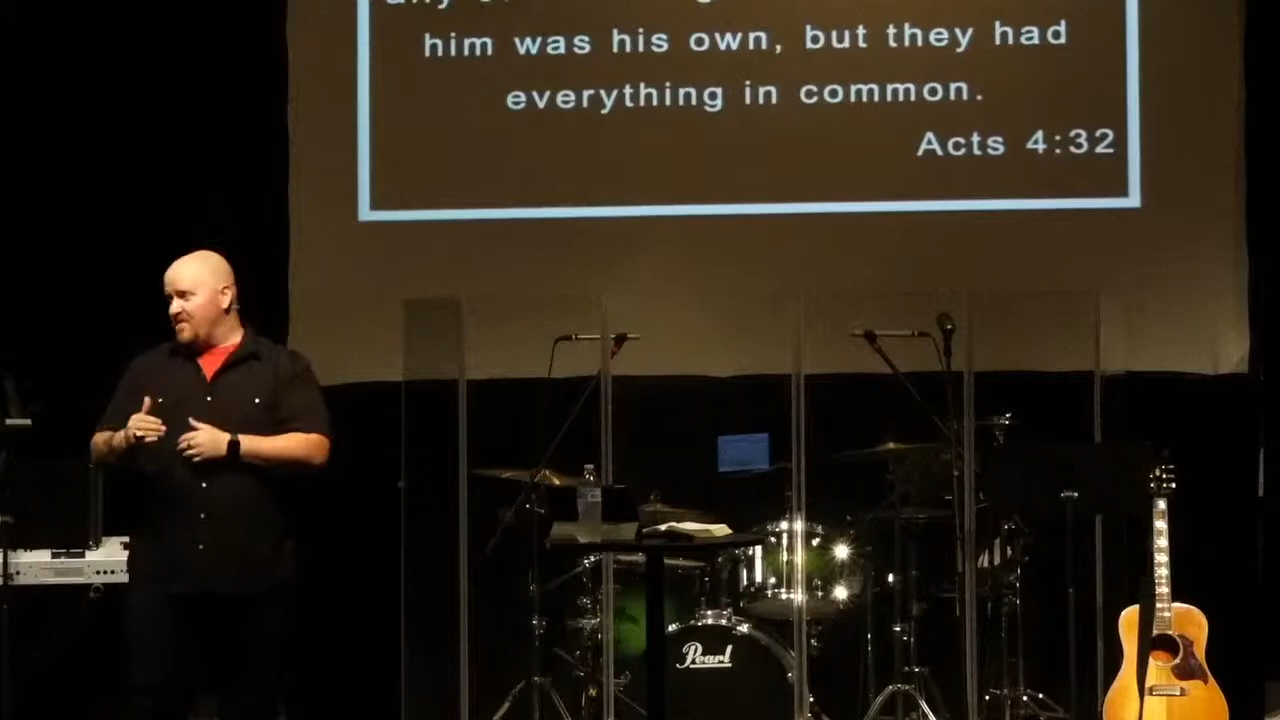 him was his own, but they had
everything in common.
Acts 4:32
Pearl